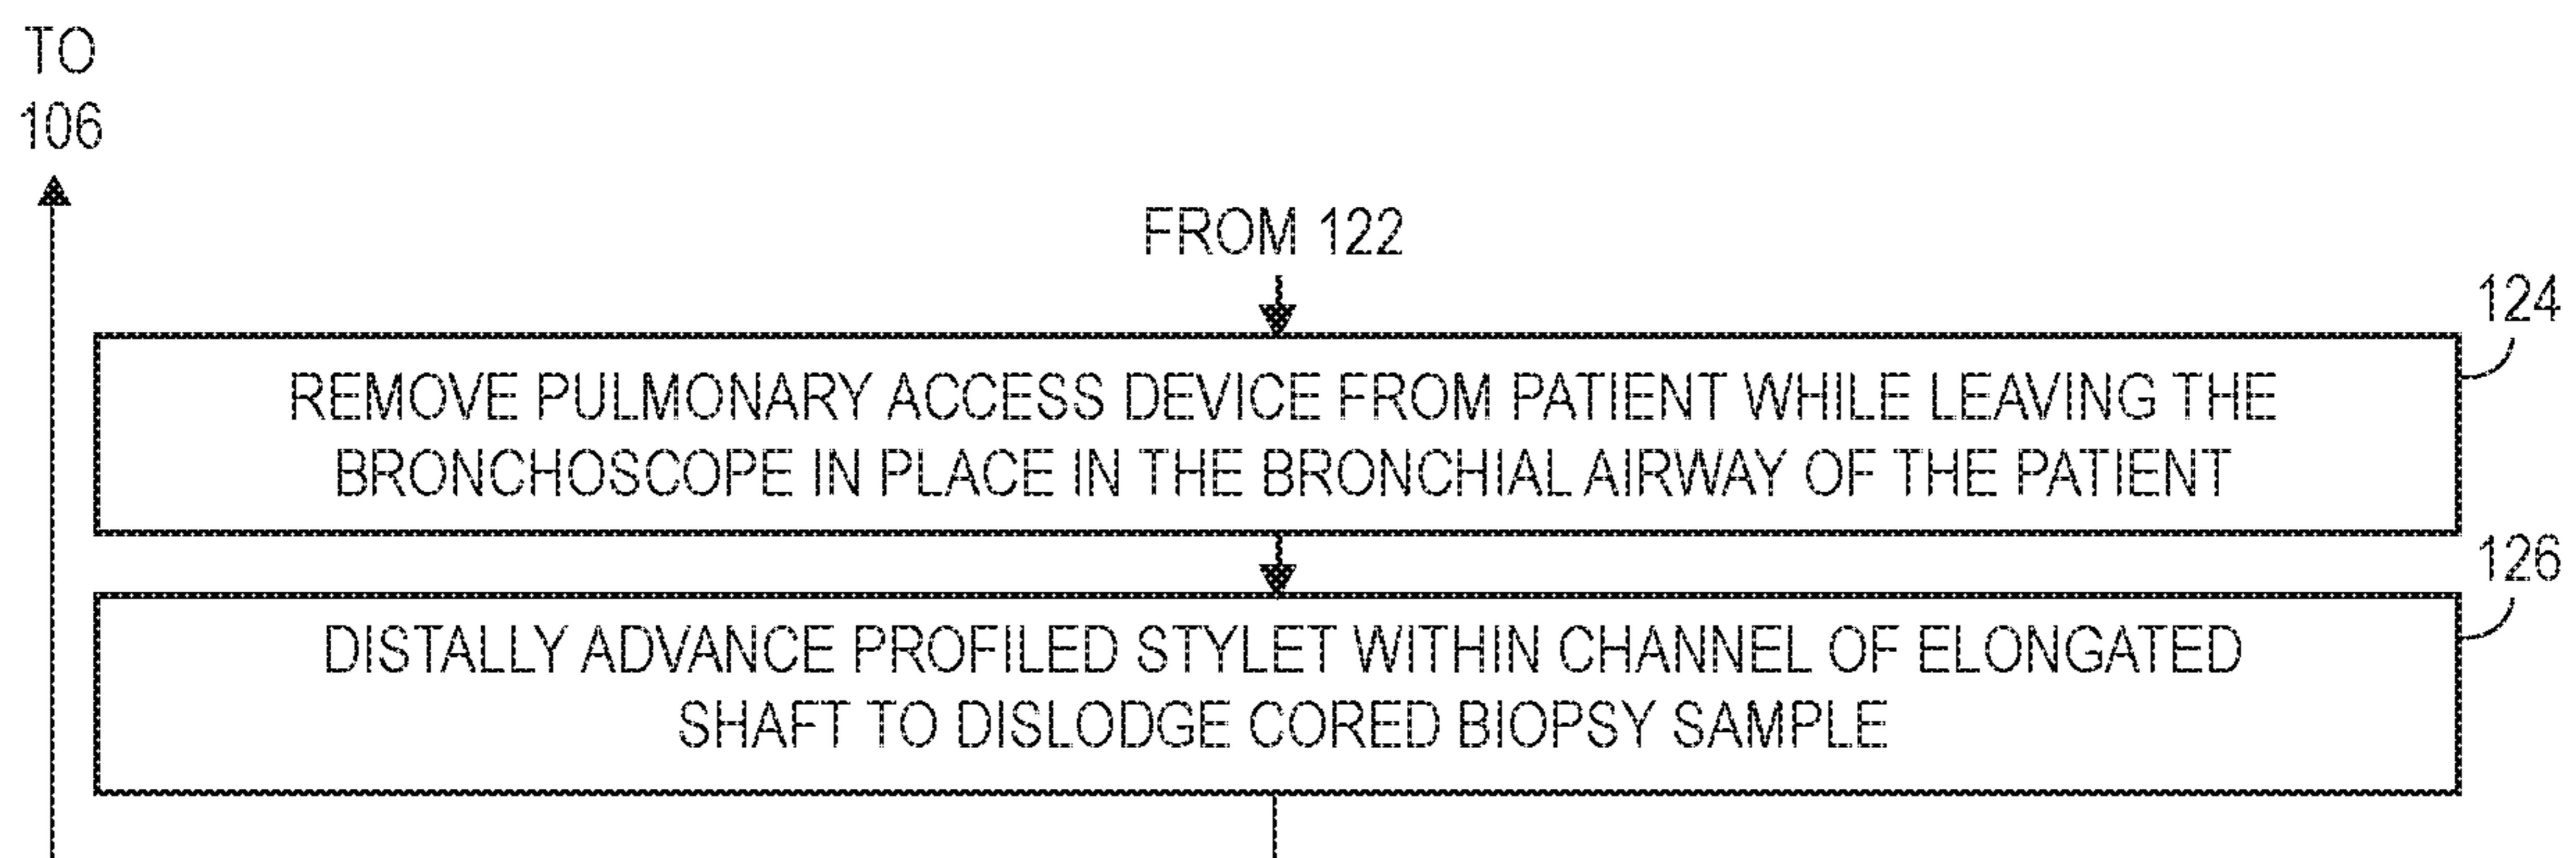 TO
106
FROM 122
124
REMOVE PULMONARY ACCESS DEVICE FROM PATIENT WHILE LEAVING THE
BRONCHOSCOPE IN PLACE IN THE BRONCHIAL AIRWAY OF THE PATIENT
126
DISTALLY ADVANCE PROFILED STYLET WITHIN CHANNEL OF ELONGATED
SHAFT TO DISLODGE CORED BIOPSY SAMPLE